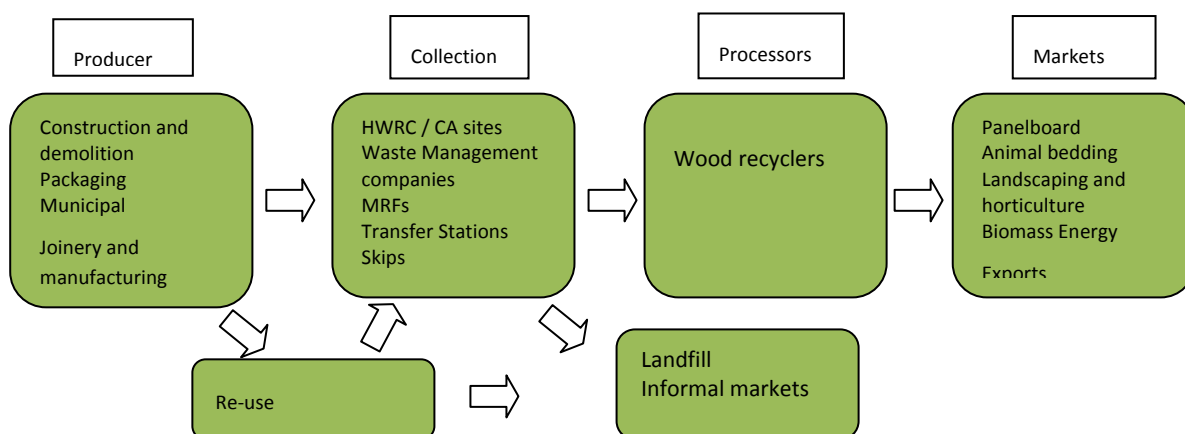 Producer
Collection
Processors
Markets
Construction and
demolition
Packaging
Municipal
Joinery and
manufacturing
HWRC / CA sites
Waste Management
companies
MRFs
Transfer Stations
Skips
Wood recyclers
Panelboard
Animal bedding
Landscaping and
horticulture
Biomass Energy
Exports
Re-use
Landfill
Informal markets